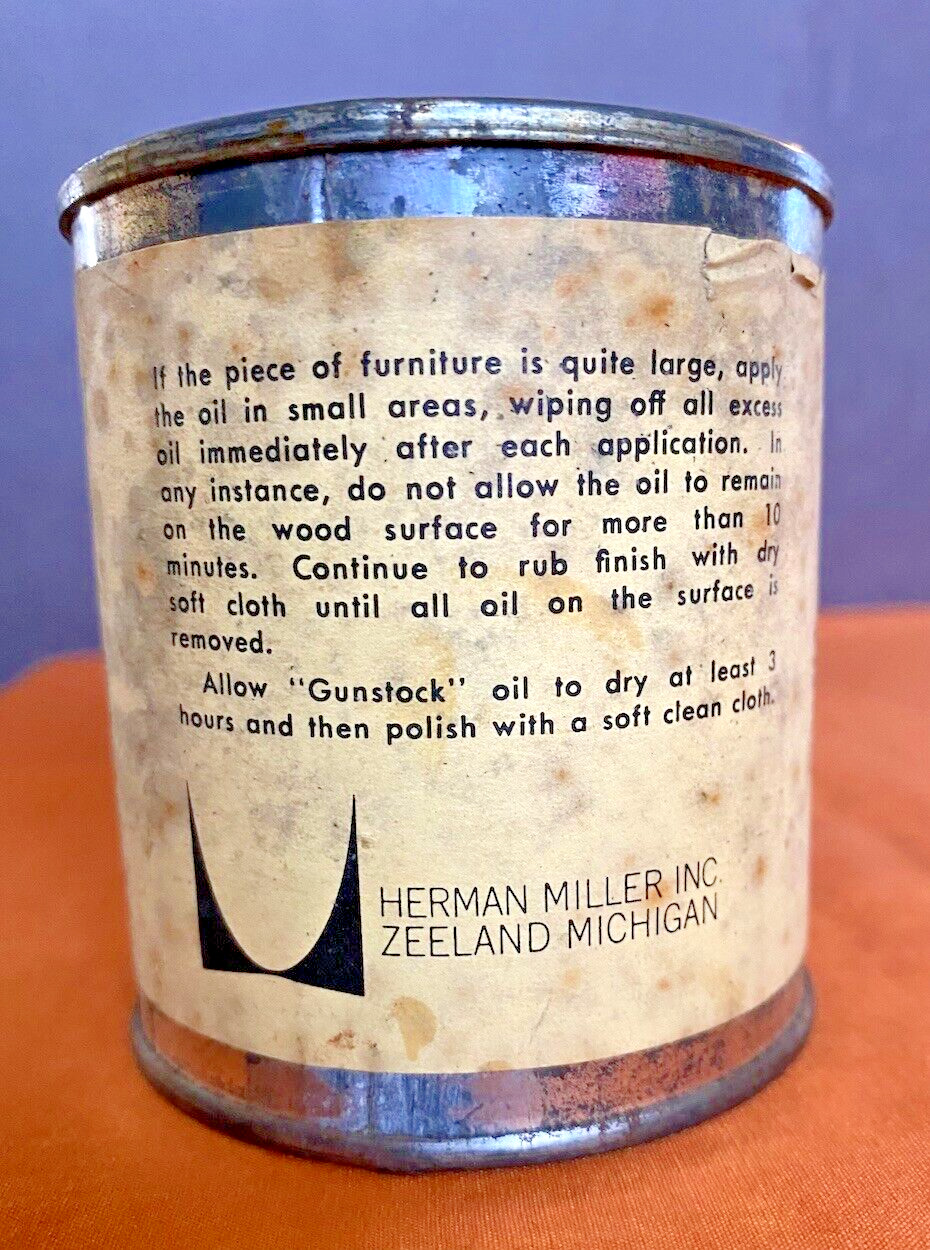 If the piece of furniture is quite large, apply
the oil in small areas, wiping off all excess
oil immediately after each application. In
any instance, do not allow the oil to remain
on the wood surface for more than 10
minutes. Continue to rub finish with dry
soft cloth until all oil on the surface is
removed.
Allow "Gunstock" oil to dry at least 3
hours and then polish with a soft clean cloth.
HERMAN MILLER INC.
ZEELAND MICHIGAN